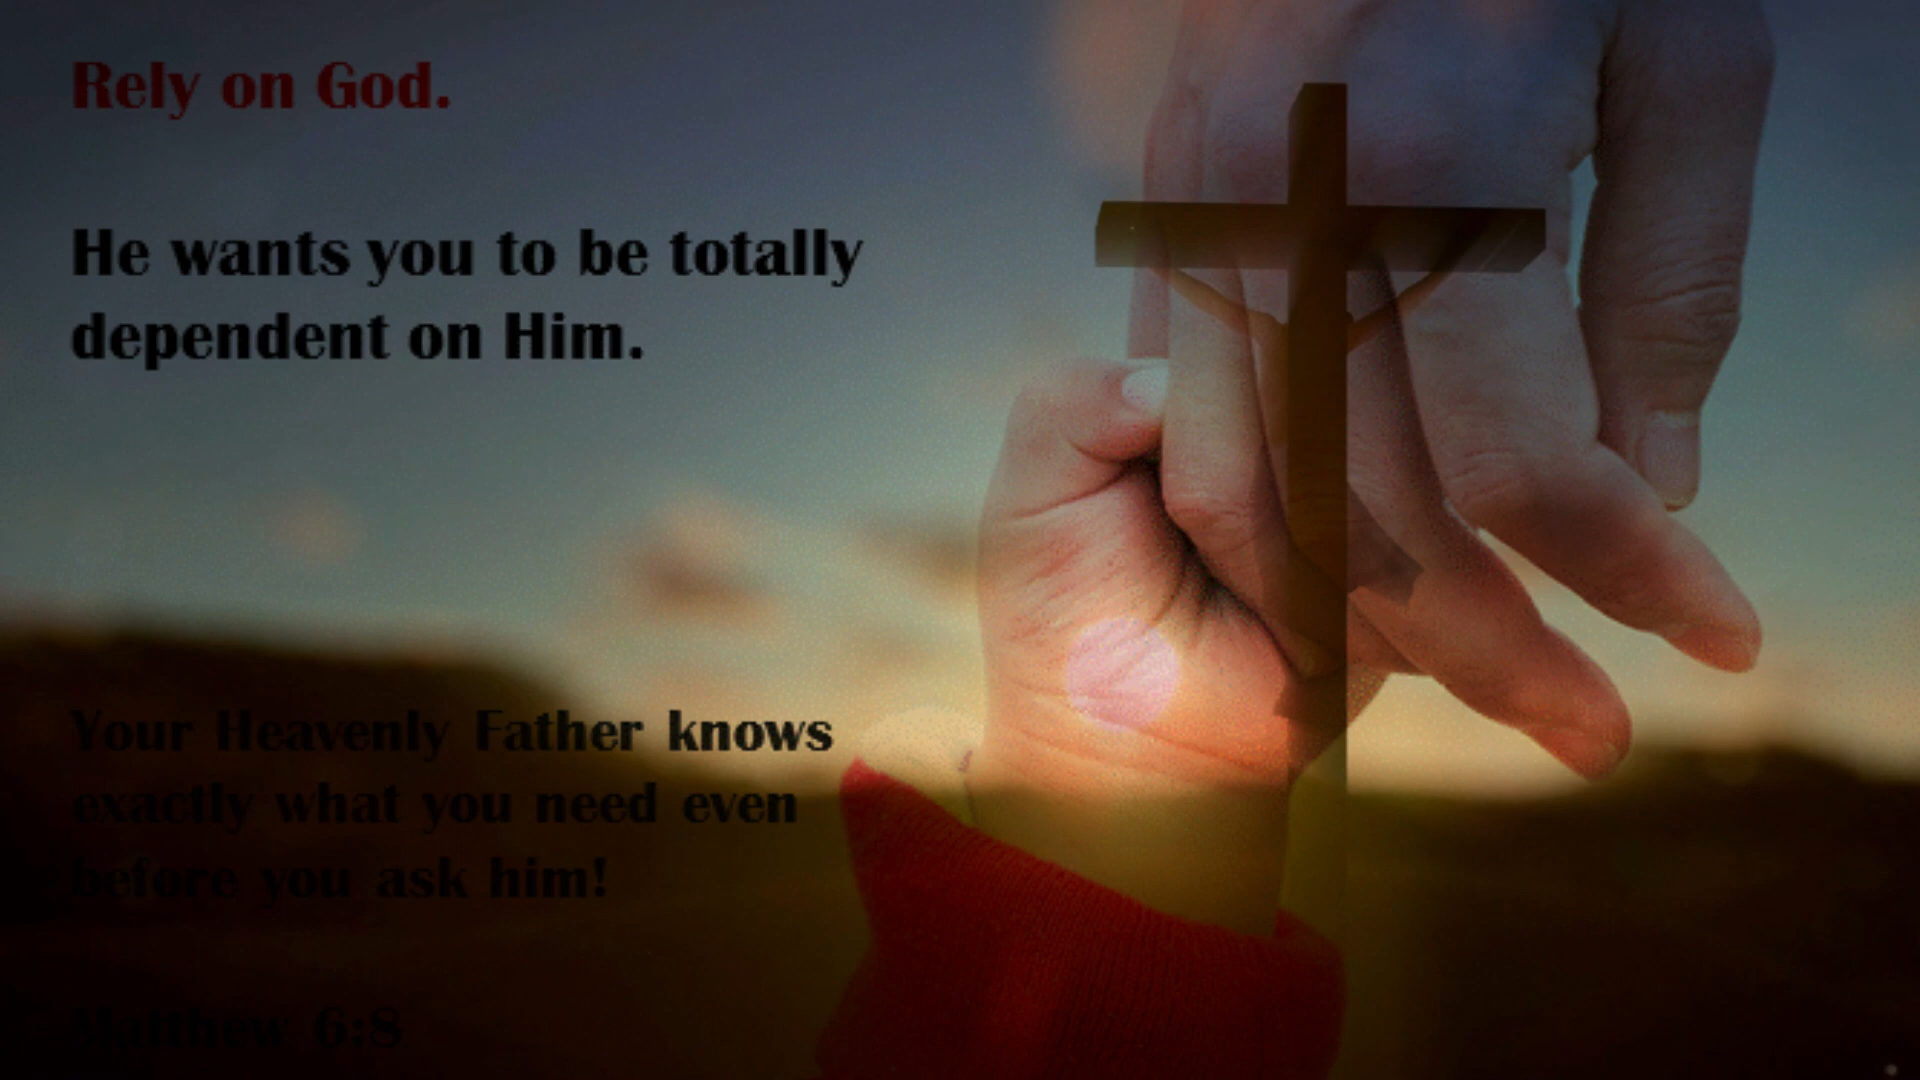 Rely on God.
He wants you to be totally
dependent on Him.
Your Heavenly Father knows
exactly what you need even
before you ask him!
Matthew 6:8